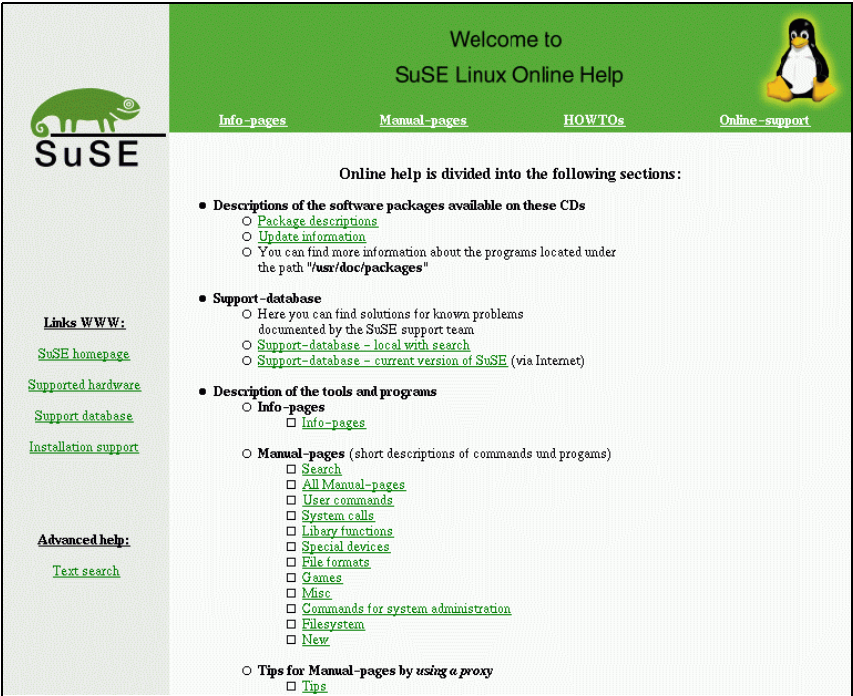 Welcome to
SuSE Linux Online Help
Info-pages Manual-pages HOWTOs Online-support
SuSE
Links WWW:
SuSE homepage
Supported hardware
Support database
Installation support
Advanced help:
Text search
Online help is divided into the following sections:
Descriptions of the software packages available on these CDs
Package descriptions
Update information
You can find more information about the programs located under
the path "/usr/doc/packages"
Support-database
Here you can find solutions for known problems
documented by the SuSE support team
Support-database - local with search
Support-database - current version of SuSE (via Internet)
Description of the tools and programs
Info-pages
Info-pages
Manual-pages (short descriptions of commands und progams)
Search
All Manual-pages
User commands
System calls
Libary functions
Special devices
File formats
Games
Misc
Commands for system administration
Filesystem
New
Tips for Manual-pages by using a proxy
Tips